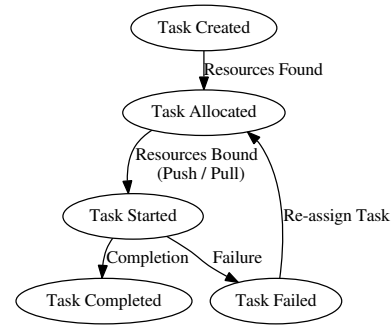 Task Created
Resources Found
Task Allocated
Resources Bound
(Push / Pull)
Re-assign Task
Task Started
Completion
Failure
Task Completed
Task Failed